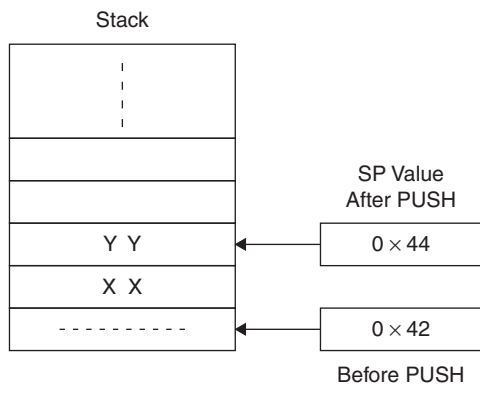 Stack
SP Value
After PUSH
Y Y
0 × 44
X X
0 × 42
Before PUSH